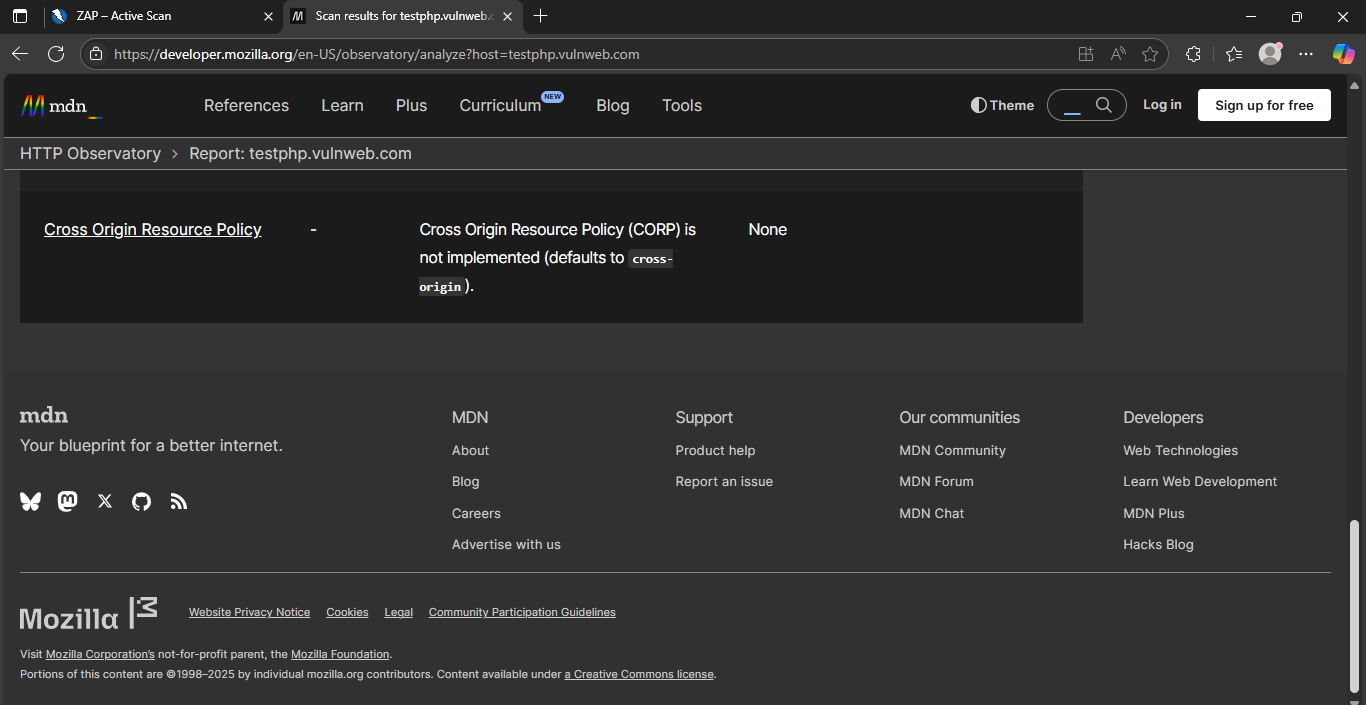 ZAP – Active Scan
Scan results for testphp.vulnweb.c
https://developer.mozilla.org/en-US/observatory/analyze?host=testphp.vulnweb.com
mdn_
References Learn Plus Curriculum NEW Blog Tools
Theme Log in Sign up for free
HTTP Observatory > Report: testphp.vulnweb.com
Cross Origin Resource Policy - Cross Origin Resource Policy (CORP) is None
not implemented (defaults to cross-
origin ).
mdn
Your blueprint for a better internet.
MDN
About
Blog
Careers
Advertise with us
Support
Product help
Report an issue
Our communities
MDN Community
MDN Forum
MDN Chat
Developers
Web Technologies
Learn Web Development
MDN Plus
Hacks Blog
Mozilla
Website Privacy Notice Cookies Legal Community Participation Guidelines
Visit Mozilla Corporation's not-for-profit parent, the Mozilla Foundation.
Portions of this content are ©1998–2025 by individual mozilla.org contributors. Content available under a Creative Commons license.